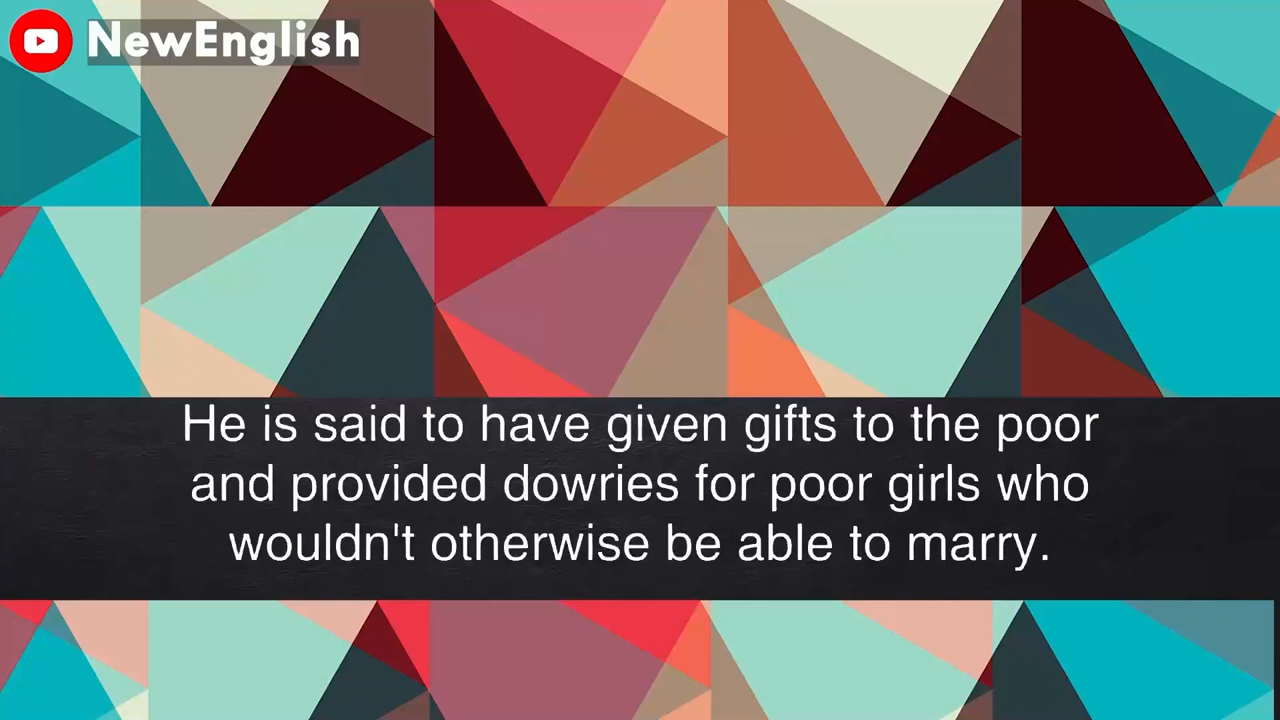 NewEnglish
He is said to have given gifts to the poor
and provided dowries for poor girls who
wouldn't otherwise be able to marry.